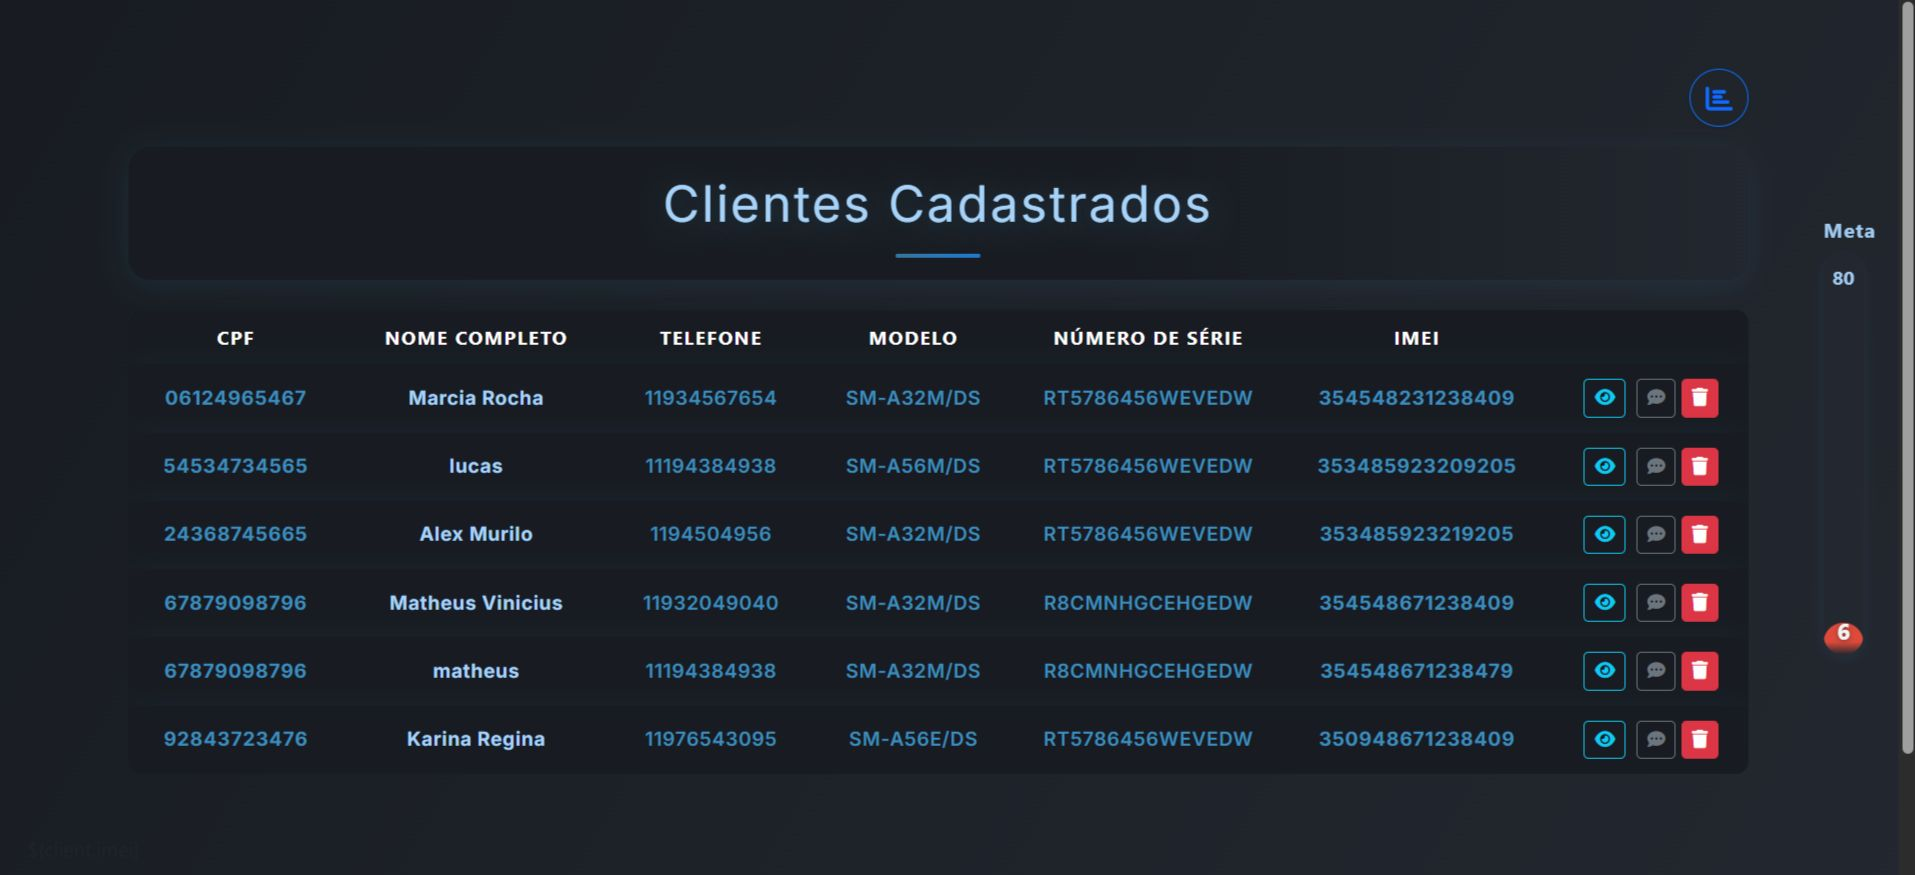 Clientes Cadastrados
Meta
80
CPF NOME COMPLETO TELEFONE MODELO NÚMERO DE SÉRIE IMEI
06124965467 Marcia Rocha 11934567654 SM-A32M/DS RT5786456WEVEDW 354548231238409
54534734565 lucas 11194384938 SM-A56M/DS RT5786456WEVEDW 353485923209205
24368745665 Alex Murilo 1194504956 SM-A32M/DS RT5786456WEVEDW 353485923219205
67879098796 Matheus Vinicius 11932049040 SM-A32M/DS R8CMNHGCEHGEDW 354548671238409
6
67879098796 matheus 11194384938 SM-A32M/DS R8CMNHGCEHGEDW 354548671238479
92843723476 Karina Regina 11976543095 SM-A56E/DS RT5786456WEVEDW 350948671238409
${client.imei}